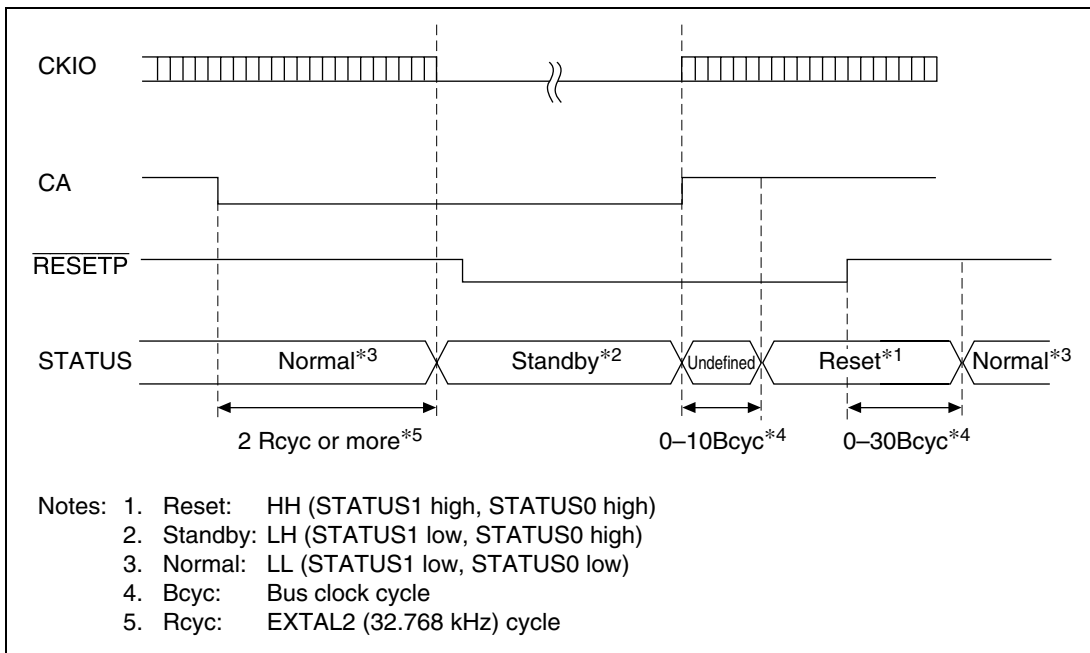 CKIO
CA
RESETP
STATUS Normal*3 Standby*2 Undefined Reset*1 Normal*3
2 Rcyc or more*5 0–10Bcyc*4 0–30Bcyc*4
Notes: 1. Reset: HH (STATUS1 high, STATUS0 high)
2. Standby: LH (STATUS1 low, STATUS0 high)
3. Normal: LL (STATUS1 low, STATUS0 low)
4. Bcyc: Bus clock cycle
5. Rcyc: EXTAL2 (32.768 kHz) cycle